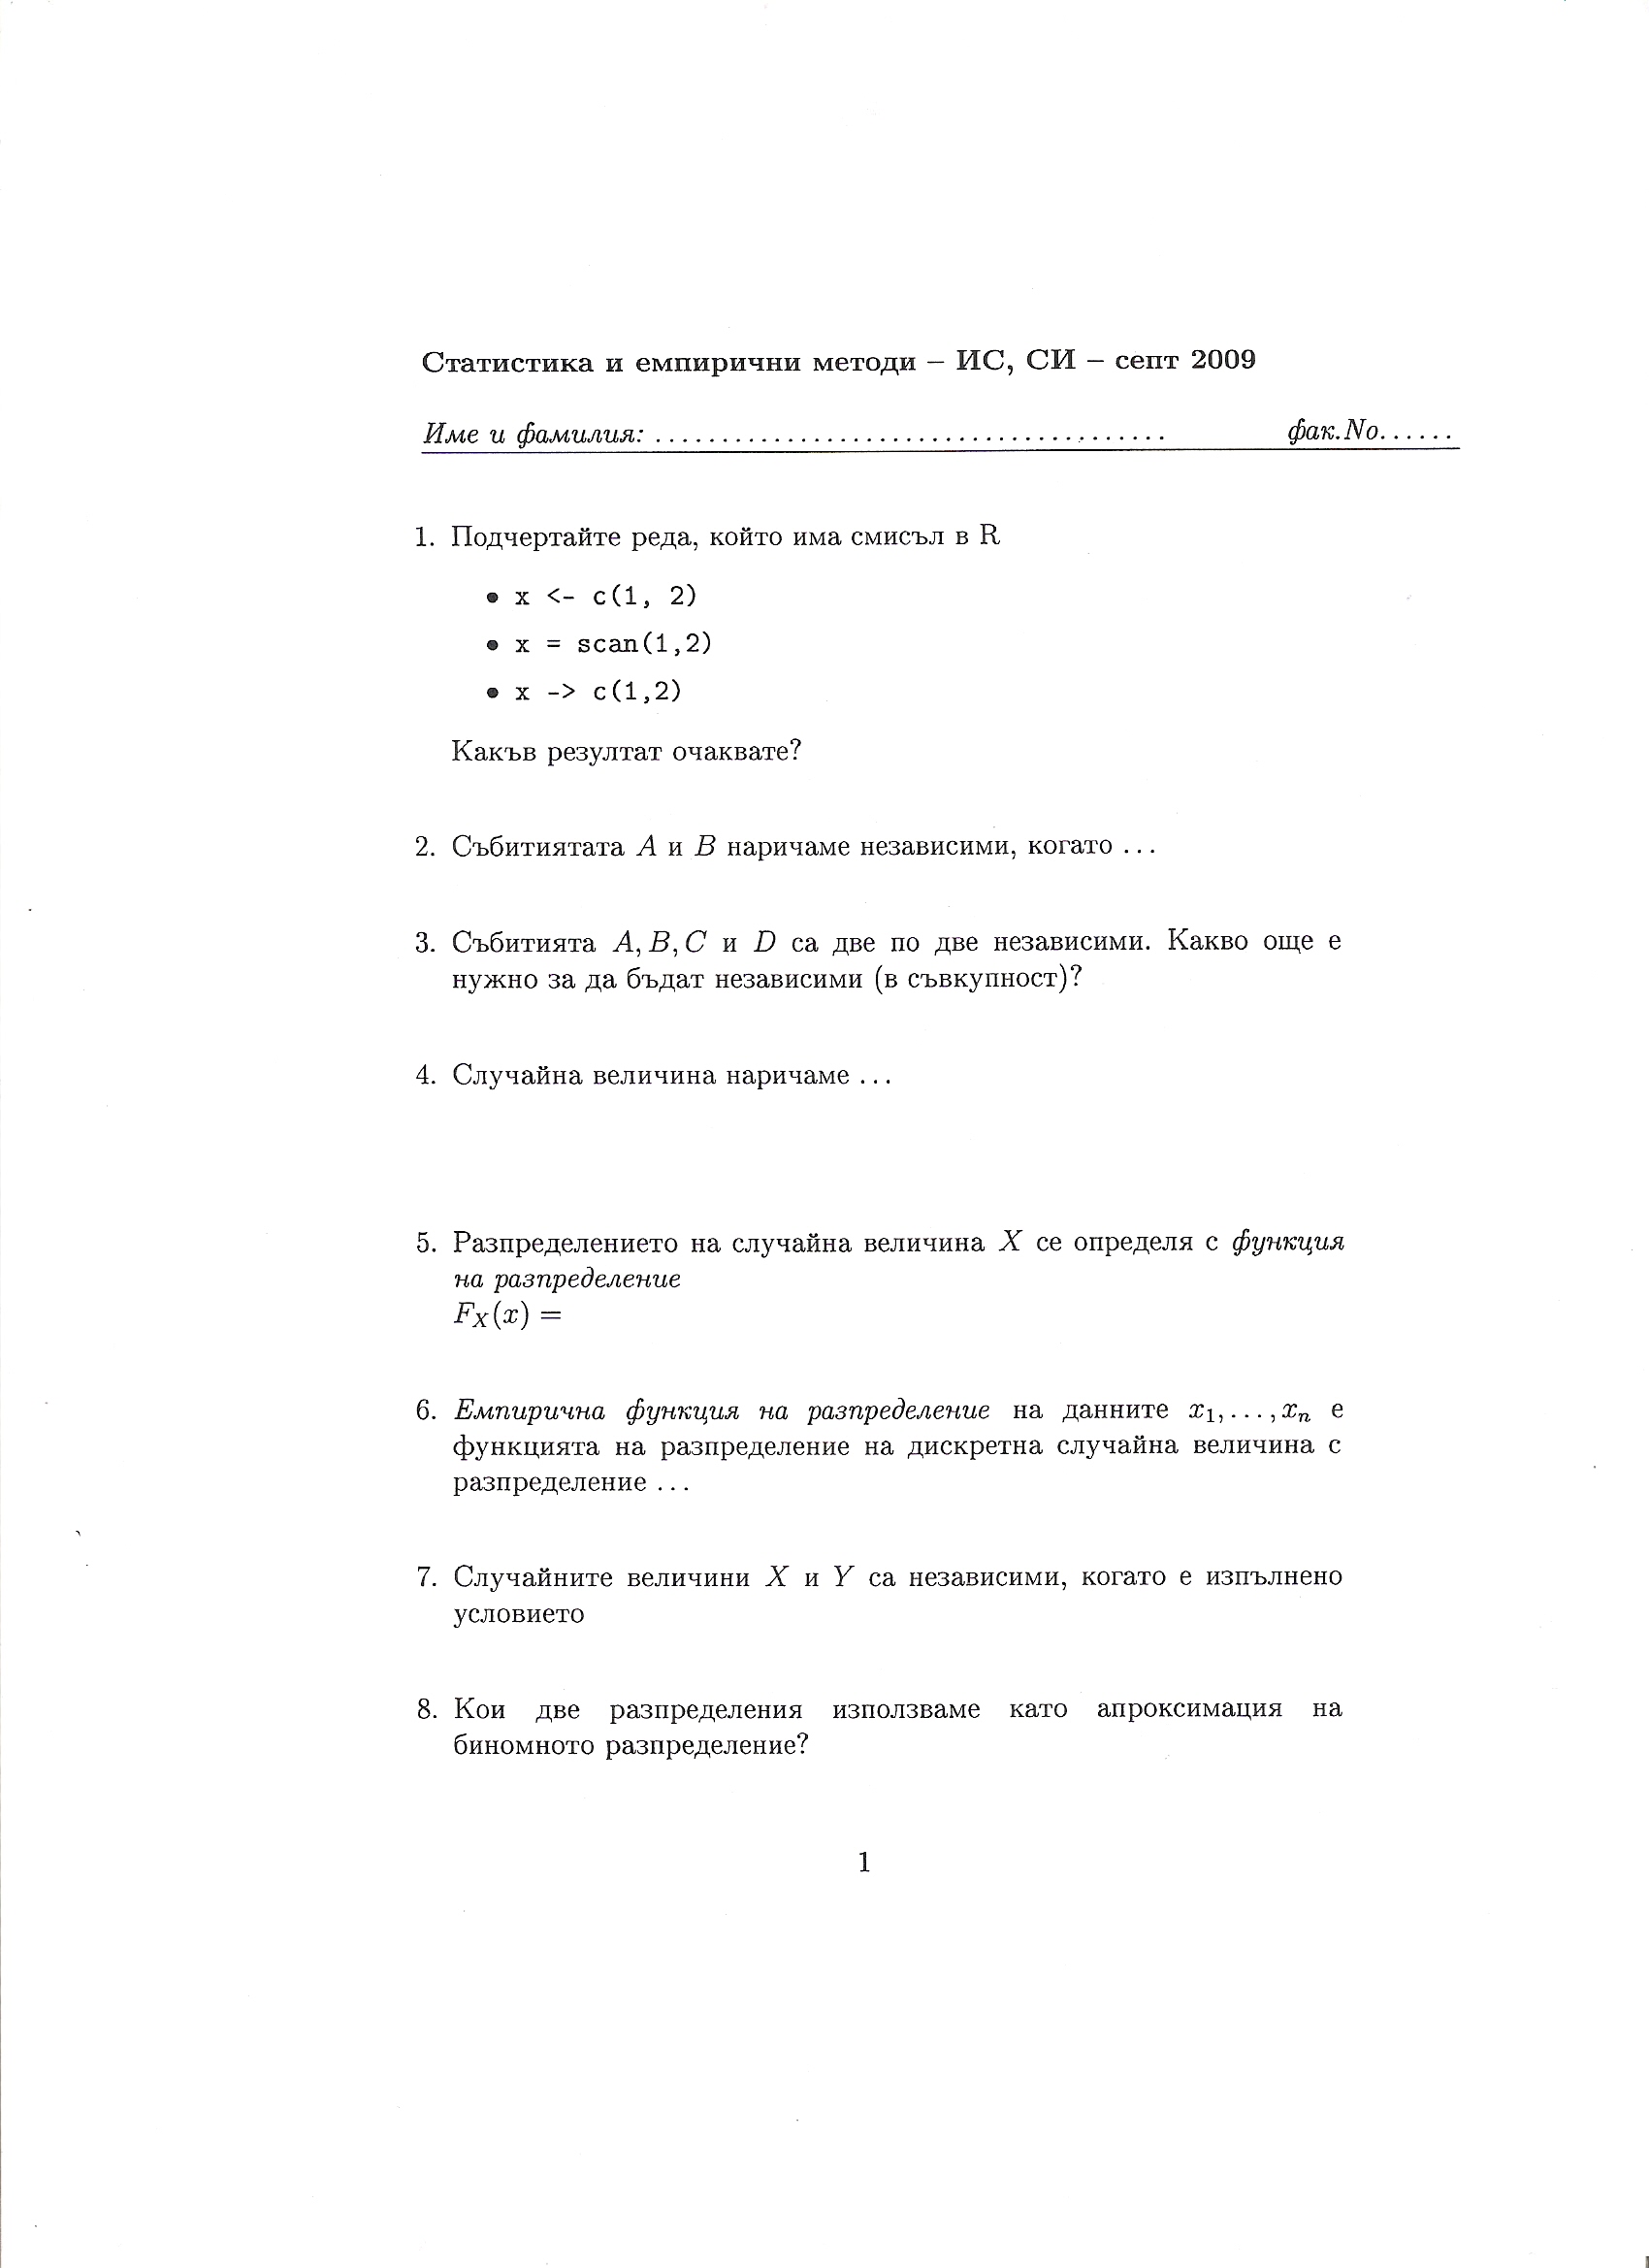 Статистика и емпирични методи – ИС, СИ – септ 2009
Име и фамилия: ....................................... фак.No......
1. Подчертайте реда, който има смисъл в R
• x <- c(1, 2)
• x = scan(1,2)
• x -> c(1,2)
Какъв резултат очаквате?
2. Събитиятата A и B наричаме независими, когато ...
3. Събитията A, B, C и D са две по две независими. Какво още е
нужно за да бъдат независими (в съвкупност)?
4. Случайна величина наричаме ...
5. Разпределението на случайна величина X се определя с функция
на разпределение
F_X(x) =
6. Емпирична функция на разпределение на данните x₁, ..., xₙ е
функцията на разпределение на дискретна случайна величина с
разпределение ...
7. Случайните величини X и Y са независими, когато е изпълнено
условието
8. Кои две разпределения използваме като апроксимация на
биномното разпределение?
1